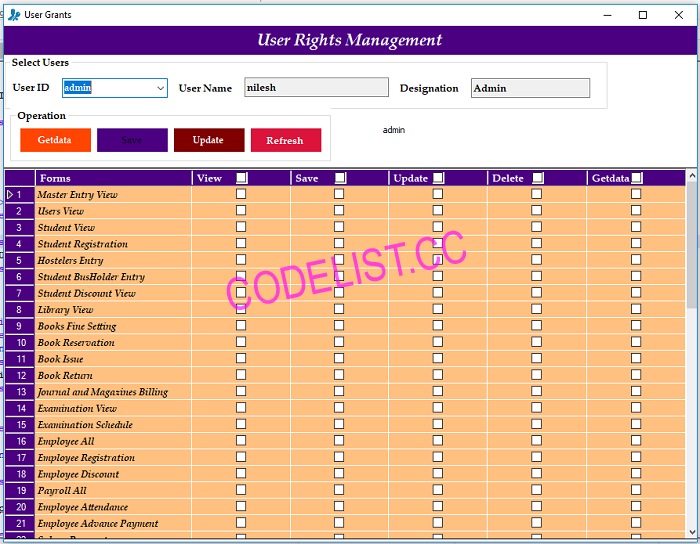 User Grants
User Rights Management
Select Users
User ID admin User Name nilesh Designation Admin
Operation
Getdata Save Update Refresh
admin
Forms View Save Update Delete Getdata
1 Master Entry View
2 Users View
3 Student View
4 Student Registration
5 Hostelers Entry
6 Student BusHolder Entry
7 Student Discount View
8 Library View
9 Books Fine Setting
10 Book Reservation
11 Book Issue
12 Book Return
13 Journal and Magazines Billing
14 Examination View
15 Examination Schedule
16 Employee All
17 Employee Registration
18 Employee Discount
19 Payroll All
20 Employee Attendance
21 Employee Advance Payment
CODELIST.CC